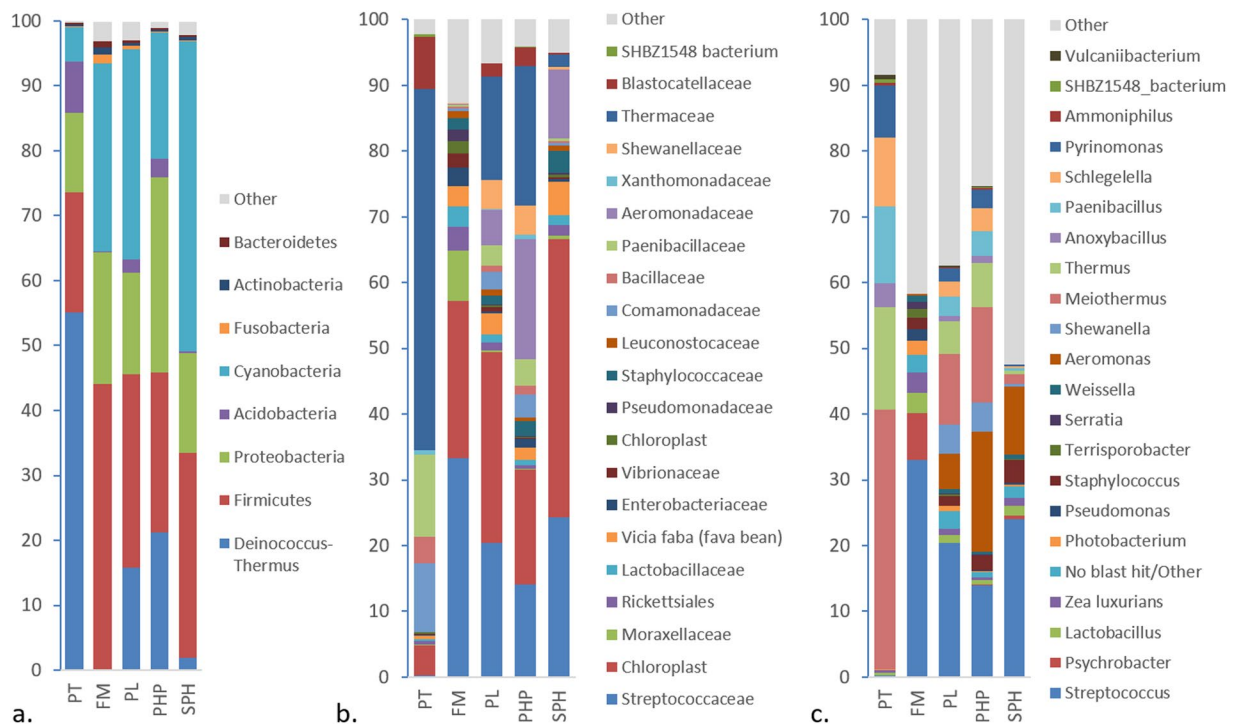 100
90
80
70
60
50
40
30
20
10
0
PT
FM
PL
PHP
SPH
Other
Bacteroidetes
Actinobacteria
Fusobacteria
Cyanobacteria
Acidobacteria
Proteobacteria
Firmicutes
Deinococcus-
Thermus
a.
100
90
80
70
60
50
40
30
20
10
0
PT
FM
PL
PHP
SPH
Other
SHBZ1548 bacterium
Blastocatellaceae
Thermaceae
Shewanellaceae
Xanthomonadaceae
Aeromonadaceae
Paenibacillaceae
Bacillaceae
Comamonadaceae
Leuconostocaceae
Staphylococcaceae
Pseudomonadaceae
Chloroplast
Vibrionaceae
Enterobacteriaceae
Vicia faba (fava bean)
Lactobacillaceae
Rickettsiales
Moraxellaceae
Chloroplast
Streptococcaceae
b.
100
90
80
70
60
50
40
30
20
10
0
PT
FM
PL
PHP
SPH
Other
Vulcaniibacterium
SHBZ1548_bacterium
Ammoniphilus
Pyrinomonas
Schlegelella
Paenibacillus
Anoxybacillus
Thermus
Meiothermus
Shewanella
Aeromonas
Weissella
Serratia
Terrisporobacter
Staphylococcus
Pseudomonas
Photobacterium
No blast hit/Other
Zea luxurians
Lactobacillus
Psychrobacter
Streptococcus
c.